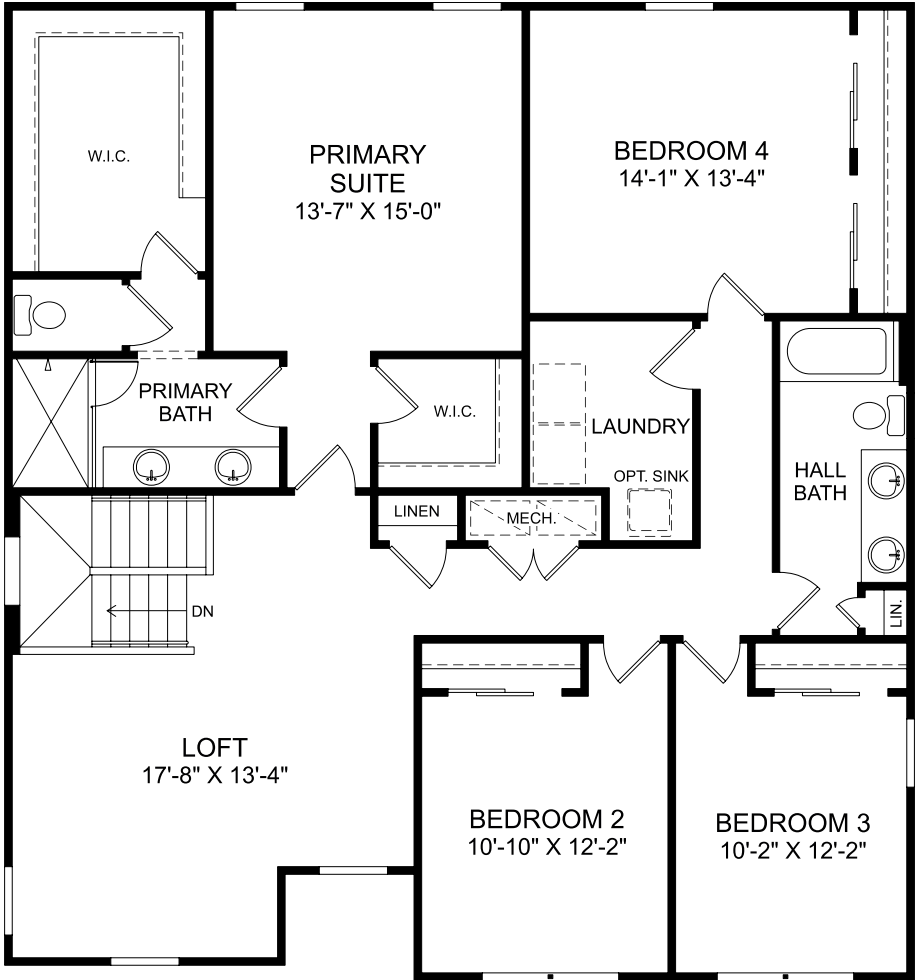 W.I.C.
PRIMARY
SUITE
13'-7" X 15'-0"
BEDROOM 4
14'-1" X 13'-4"
PRIMARY
BATH
W.I.C.
LAUNDRY
OPT. SINK
HALL
BATH
LINEN
MECH.
LIN.
DN
LOFT
17'-8" X 13'-4"
BEDROOM 2
10'-10" X 12'-2"
BEDROOM 3
10'-2" X 12'-2"